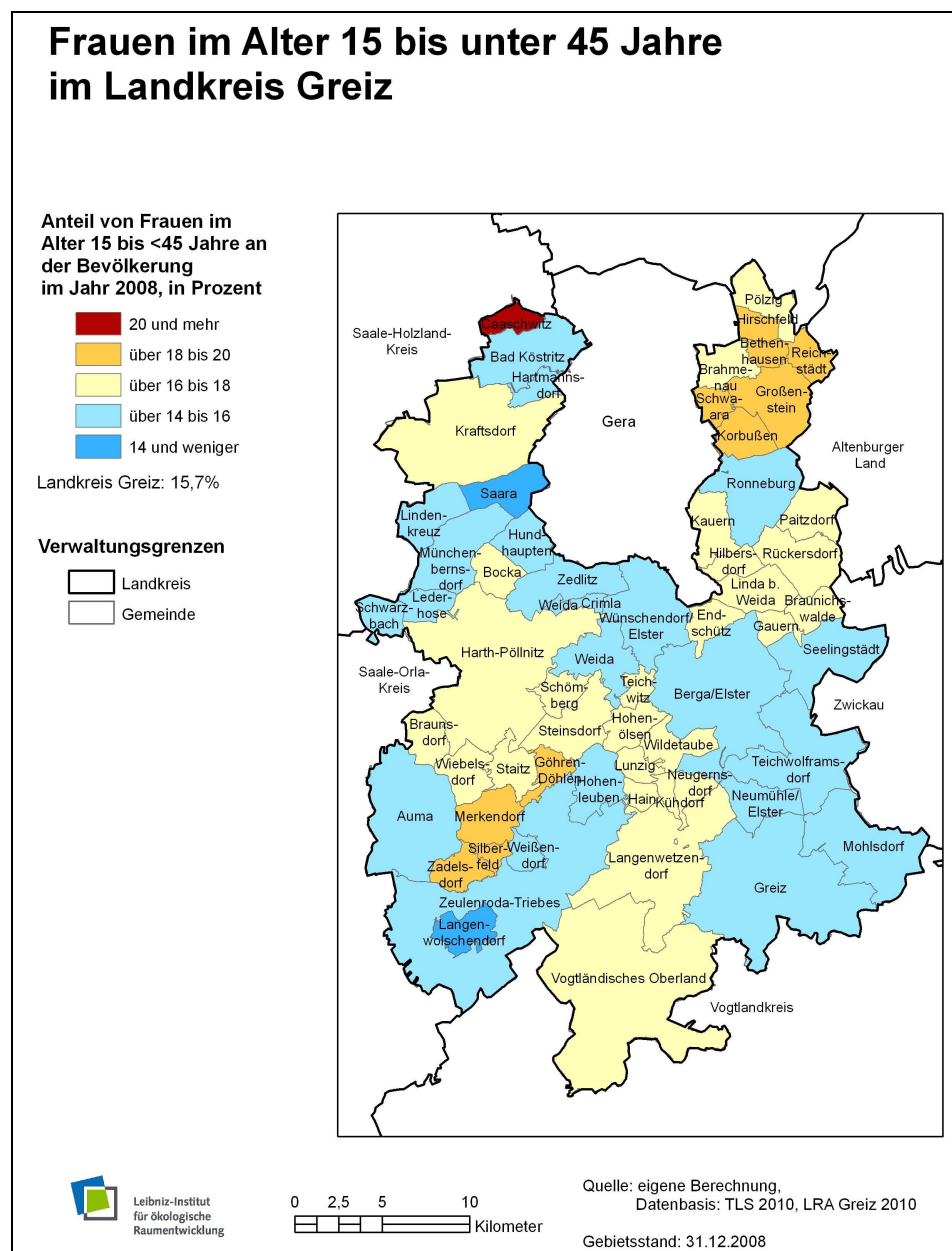 Frauen im Alter 15 bis unter 45 Jahre
im Landkreis Greiz
Anteil von Frauen im
Alter 15 bis <45 Jahre an
der Bevölkerung
im Jahr 2008, in Prozent
20 und mehr
über 18 bis 20
über 16 bis 18
über 14 bis 16
14 und weniger
Landkreis Greiz: 15,7%
Verwaltungsgrenzen
Landkreis
Gemeinde
Saale-Holzland-
Kreis
Caaschwitz
Bad Köstritz
Hartmanns-
dorf
Kraftsdorf
Gera
Pölzig
Hirschfeld
Bethen-
hausen
Reich-
städt
Brahme-
nau
Großen-
stein
Schwa-
ara
Korbußen
Altenburger
Land
Ronneburg
Saara
Linden-
kreuz
Hund-
haupten
München-
berns-
dorf
Bocka
Leder-
hose
Schwarz-
bach
Kauern
Paitzdorf
Hilbers-
dorf
Rückersdorf
Linda b.
Weida
Braunichs-
walde
Zedlitz
Weida
Crimla
Wünschendorf/
Elster
End-
schütz
Gauern
Seelingstädt
Harth-Pöllnitz
Weida
Saale-Orla-
Kreis
Schöm-
berg
Teich-
witz
Berga/Elster
Zwickau
Brauns-
dorf
Steinsdorf
Hohen-
ölsen
Wildetaube
Wiebels-
dorf
Staitz
Göhren-
Döhlen
Hohen-
leuben
Lunzig
Neugerns-
dorf
Teichwolframs-
dorf
Hain
Kühdorf
Neumühle/
Elster
Auma
Merkendorf
Silber-
feld
Weißen-
dorf
Zadels-
dorf
Langenwetzen-
dorf
Mohlsdorf
Greiz
Zeulenroda-Triebes
Langen-
wolschendorf
Vogtländisches Oberland
Vogtlandkreis
Leibniz-Institut
für ökologische
Raumentwicklung
0 2,5 5 10
Kilometer
Quelle: eigene Berechnung,
Datenbasis: TLS 2010, LRA Greiz 2010
Gebietsstand: 31.12.2008